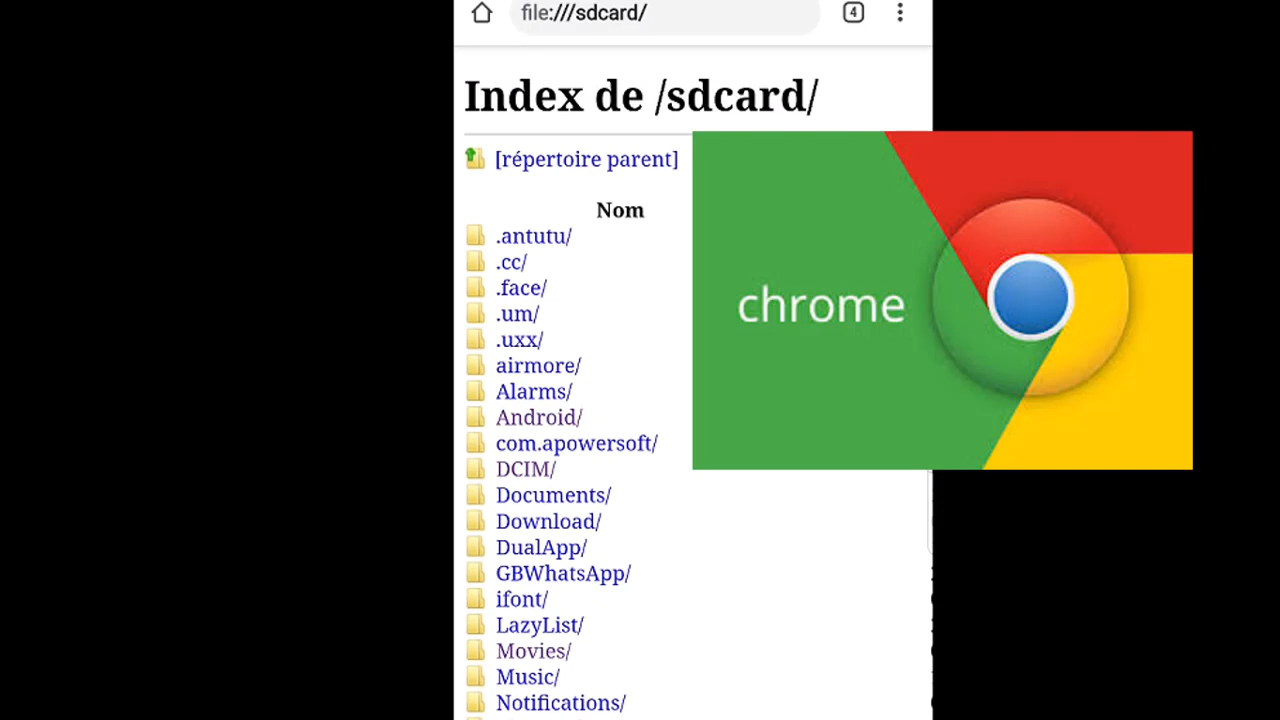 file:///sdcard/
4
Index de /sdcard/
[répertoire parent]
Nom
.antutu/
.cc/
.face/
.um/
.uxx/
airmore/
Alarms/
Android/
com.apowersoft/
DCIM/
Documents/
Download/
DualApp/
GBWhatsApp/
ifont/
LazyList/
Movies/
Music/
Notifications/
chrome